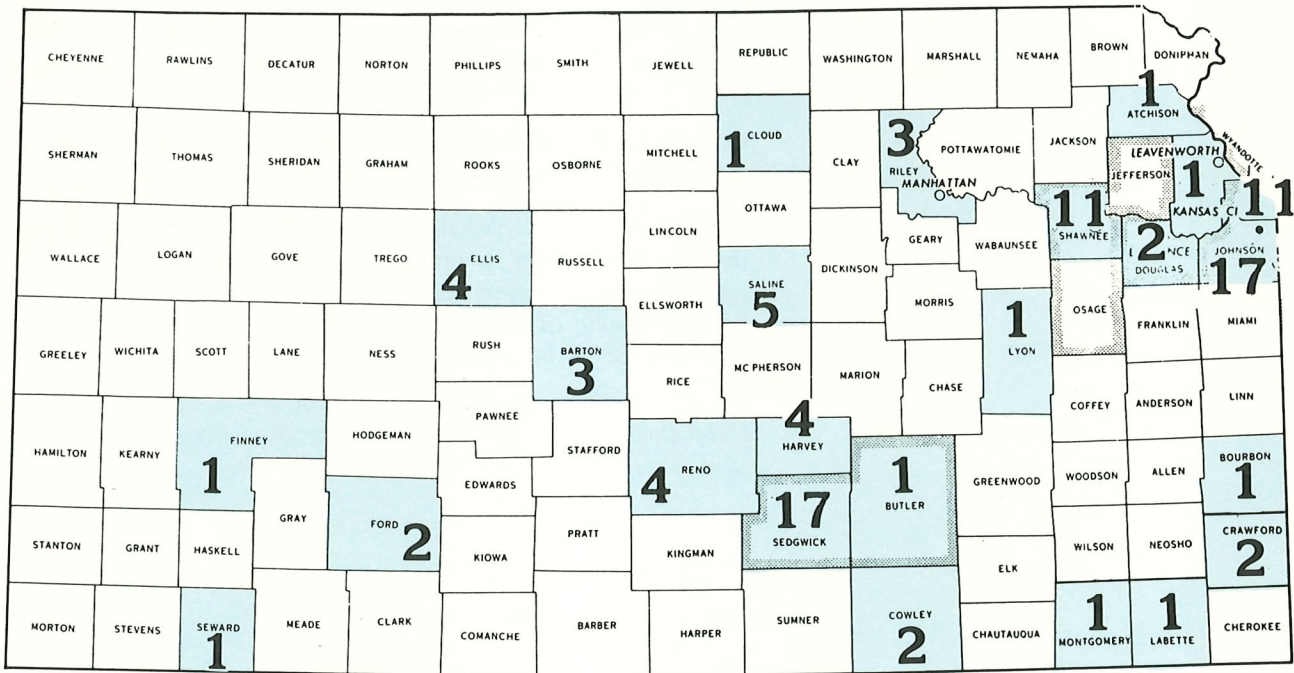 CHEYENNE RAWLINS DECATUR NORTON PHILLIPS SMITH JEWELL REPUBLIC WASHINGTON MARSHALL NEMAHA BROWN DONIPHAN
1
ATCHISON
SHERMAN THOMAS SHERIDAN GRAHAM ROOKS OSBORNE MITCHELL
1 CLOUD
CLAY
3
RILEY
MANHATTAN
POTTAWATOMIE
JACKSON
JEFFERSON
LEAVENWORTH
1
KANSAS
WYANDOTTE
11
OTTAWA
LINCOLN
GEARY
WABAUNSEE
11
SHAWNEE
2
DOUGLAS
JOHNSON
17
WALLACE LOGAN GOVE TREGO
ELLIS
4
RUSSELL
ELLSWORTH
SALINE
5
DICKINSON
MORRIS
1
LYON
OSAGE
FRANKLIN
MIAMI
GREELEY WICHITA SCOTT LANE NESS RUSH
BARTON
3
RICE
MC PHERSON
MARION
CHASE
COFFEY
ANDERSON
LINN
HAMILTON
KEARNY
FINNEY
1
HODGEMAN
PAWNEE
STAFFORD
EDWARDS
RENO
4
4
HARVEY
17
SEDGWICK
1
BUTLER
GREENWOOD
WOODSON
ALLEN
BOURBON
1
STANTON
GRANT
HASKELL
GRAY
FORD
2
KIOWA
PRATT
KINGMAN
ELK
WILSON
NEOSHO
CRAWFORD
2
MORTON
STEVENS
SEWARD
1
MEADE
CLARK
COMANCHE
BARBER
HARPER
SUMNER
COWLEY
2
CHAUTAUQUA
1
MONTGOMERY
1
LABETTE
CHEROKEE